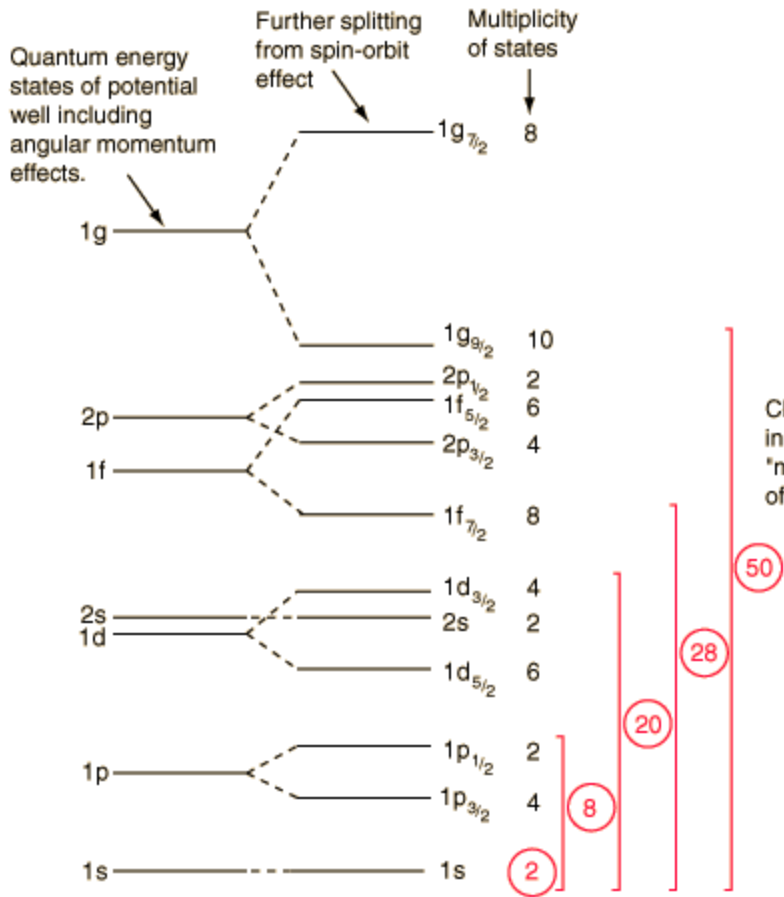 Quantum energy
states of potential
well including
angular momentum
effects.
Further splitting
from spin-orbit
effect
Multiplicity
of states
1g
1g7/2 8
1g9/2 10
2p
2p1/2 2
1f5/2 6
2p3/2 4
1f
1f7/2 8
1d3/2 4
2s
2s 2
1d
1d5/2 6
1p
1p1/2 2
1p3/2 4
1s
1s 2
8
20
28
50